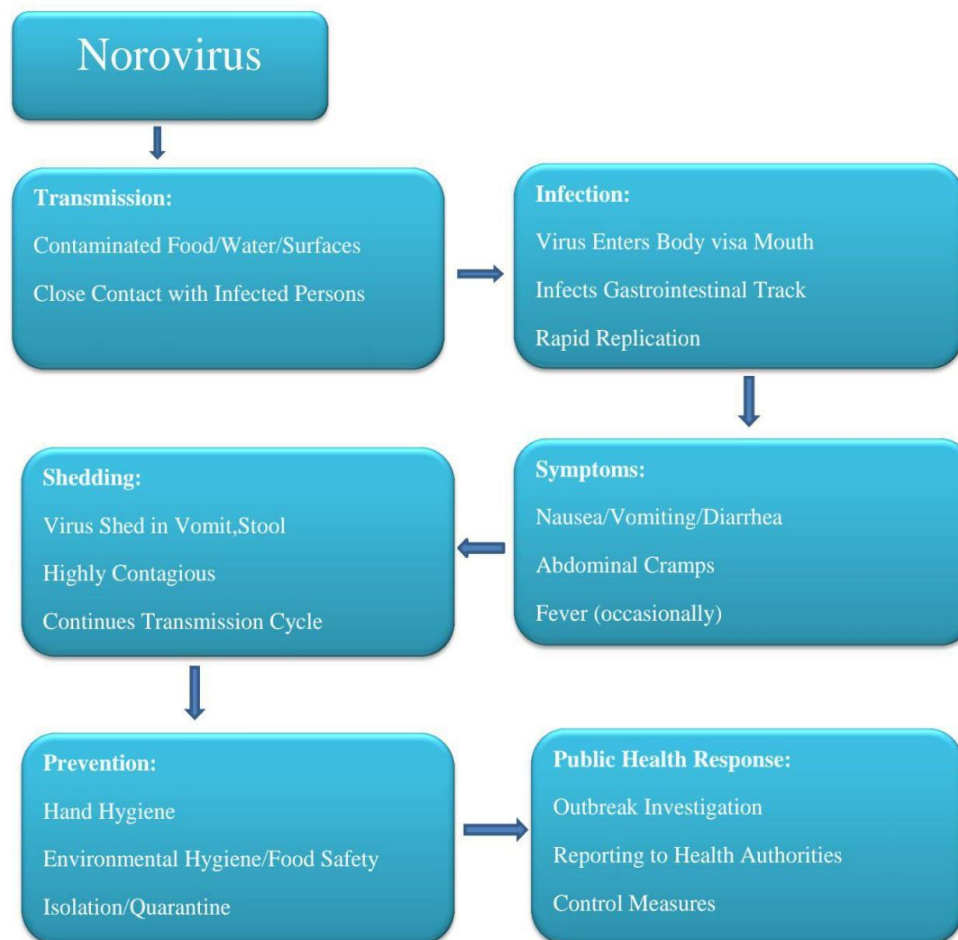 Norovirus
Transmission:
Contaminated Food/Water/Surfaces
Close Contact with Infected Persons
Infection:
Virus Enters Body visa Mouth
Infects Gastrointestinal Track
Rapid Replication
Symptoms:
Nausea/Vomiting/Diarrhea
Abdominal Cramps
Fever (occasionally)
Shedding:
Virus Shed in Vomit,Stool
Highly Contagious
Continues Transmission Cycle
Prevention:
Hand Hygiene
Environmental Hygiene/Food Safety
Isolation/Quarantine
Public Health Response:
Outbreak Investigation
Reporting to Health Authorities
Control Measures